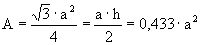 A = √3 · a² / 4 = a · h / 2 = 0,433 · a²